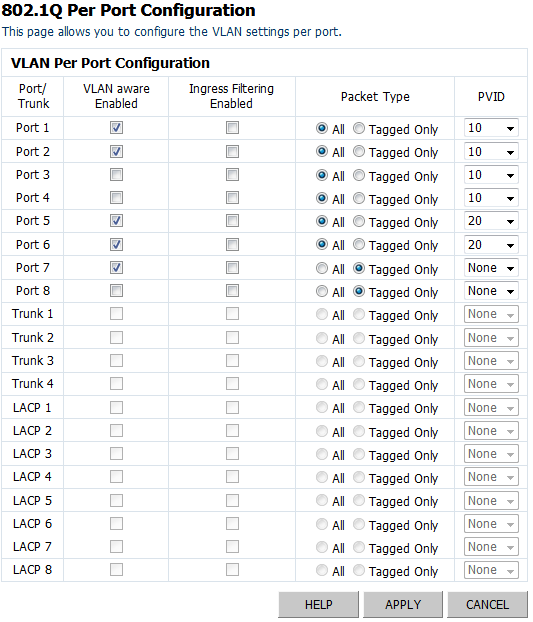 802.1Q Per Port Configuration
This page allows you to configure the VLAN settings per port.
VLAN Per Port Configuration
Port/ Trunk VLAN aware Enabled Ingress Filtering Enabled Packet Type PVID
Port 1 All Tagged Only 10
Port 2 All Tagged Only 10
Port 3 All Tagged Only 10
Port 4 All Tagged Only 10
Port 5 All Tagged Only 20
Port 6 All Tagged Only 20
Port 7 All Tagged Only None
Port 8 All Tagged Only None
Trunk 1 All Tagged Only None
Trunk 2 All Tagged Only None
Trunk 3 All Tagged Only None
Trunk 4 All Tagged Only None
LACP 1 All Tagged Only None
LACP 2 All Tagged Only None
LACP 3 All Tagged Only None
LACP 4 All Tagged Only None
LACP 5 All Tagged Only None
LACP 6 All Tagged Only None
LACP 7 All Tagged Only None
LACP 8 All Tagged Only None
HELP APPLY CANCEL